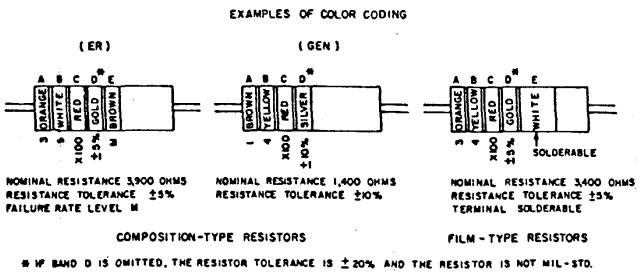 EXAMPLES OF COLOR CODING
(ER) (GEN)
A B C D* E
ORANGE WHITE RED GOLD BROWN
3 9 X100 ±5% M
A B C D*
BROWN YELLOW RED SILVER
1 4 X100 ±10%
±1
A B C D* E
ORANGE YELLOW RED GOLD WHITE
3 4 X100 ±5%
SOLDERABLE
NOMINAL RESISTANCE 3,900 OHMS
RESISTANCE TOLERANCE ±5%
FAILURE RATE LEVEL M
NOMINAL RESISTANCE 1,400 OHMS
RESISTANCE TOLERANCE ±10%
NOMINAL RESISTANCE 3,400 OHMS
RESISTANCE TOLERANCE ±5%
TERMINAL SOLDERABLE
COMPOSITION-TYPE RESISTORS
FILM-TYPE RESISTORS
* IF BAND D IS OMITTED, THE RESISTOR TOLERANCE IS ±20% AND THE RESISTOR IS NOT MIL-STD.